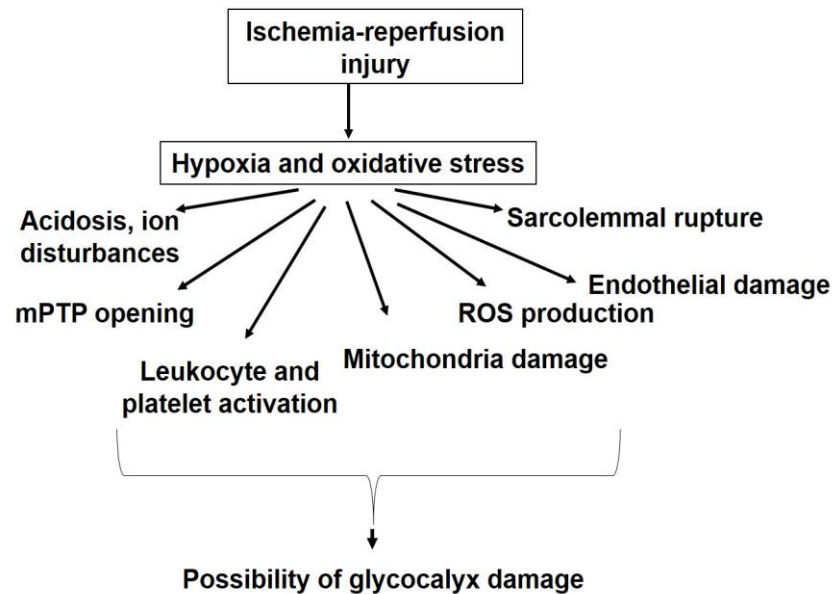 Ischemia-reperfusion
injury
Hypoxia and oxidative stress
Acidosis, ion
disturbances
Sarcolemmal rupture
Endothelial damage
mPTP opening
ROS production
Mitochondria damage
Leukocyte and
platelet activation
Possibility of glycocalyx damage